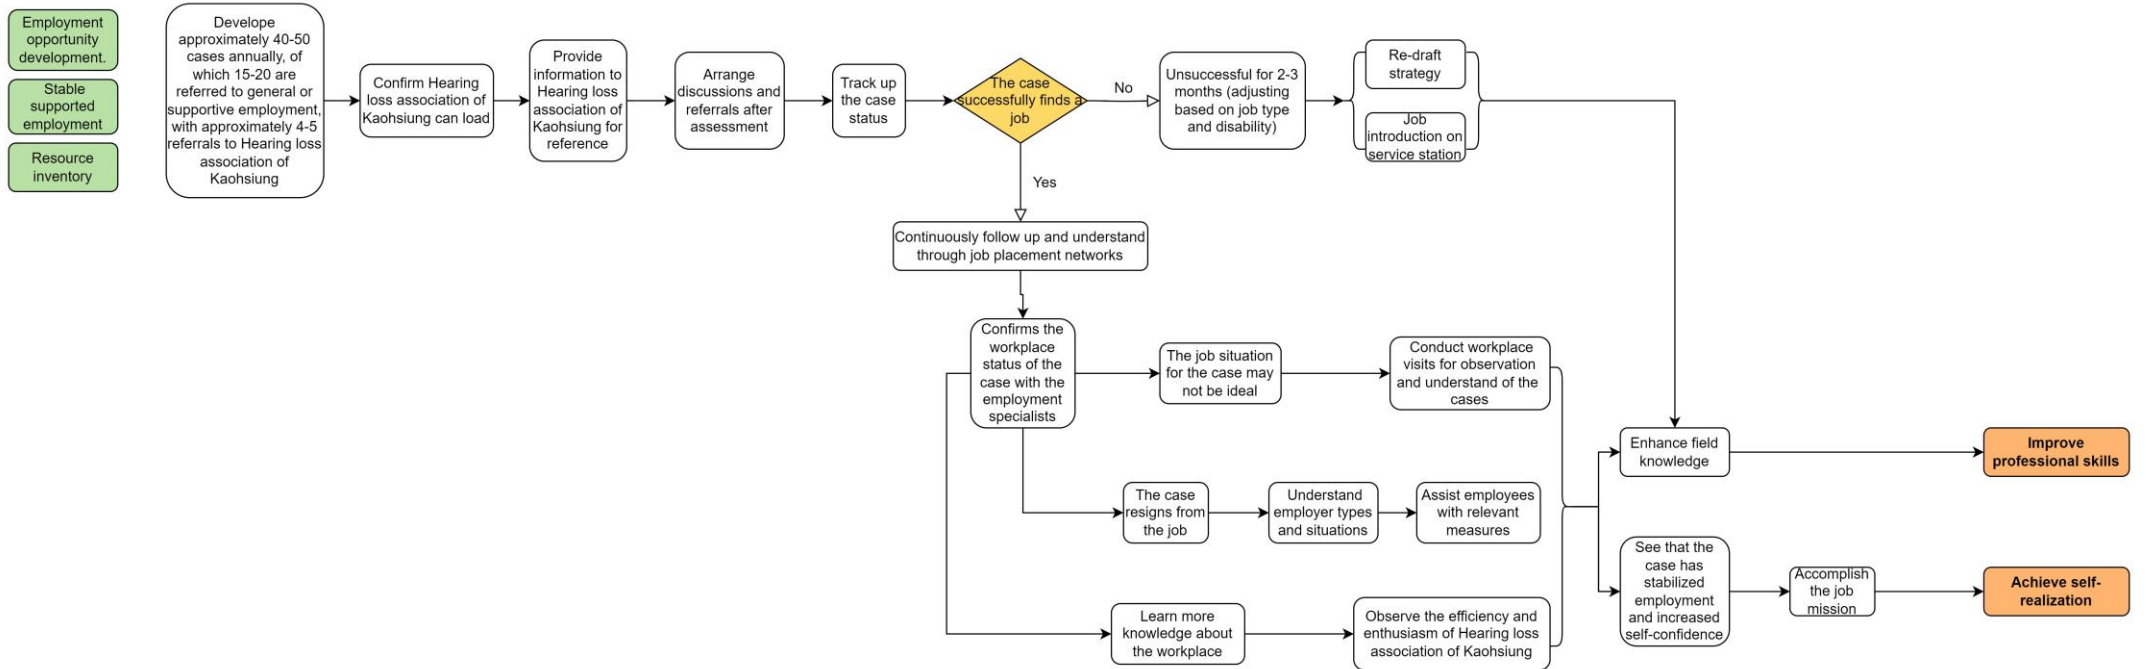 Employment
opportunity
development.
Stable
supported
employment
Resource
inventory
Develope
approximately 40-50
cases annually, of
which 15-20 are
referred to general or
supportive employment,
with approximately 4-5
referrals to Hearing loss
association of
Kaohsiung
Confirm Hearing
loss association of
Kaohsiung can load
Provide
information to
Hearing loss
association of
Kaohsiung for
reference
Arrange
discussions and
referrals after
assessment
Track up
the case
status
The case
successfully finds a
job
No
Unsuccessful for 2-3
months (adjusting
based on job type
and disability)
Re-draft
strategy
Job
introduction on
service station
Yes
Continuously follow up and understand
through job placement networks
Confirms the
workplace
status of the
case with the
employment
specialists
The job situation
for the case may
not be ideal
Conduct workplace
visits for observation
and understand of the
cases
The case
resigns from
the job
Understand
employer types
and situations
Assist employees
with relevant
measures
Learn more
knowledge about
the workplace
Observe the efficiency and
enthusiasm of Hearing loss
association of Kaohsiung
Enhance field
knowledge
Improve
professional skills
See that the
case has
stabilized
employment
and increased
self-confidence
Accomplish
the job
mission
Achieve self-
realization